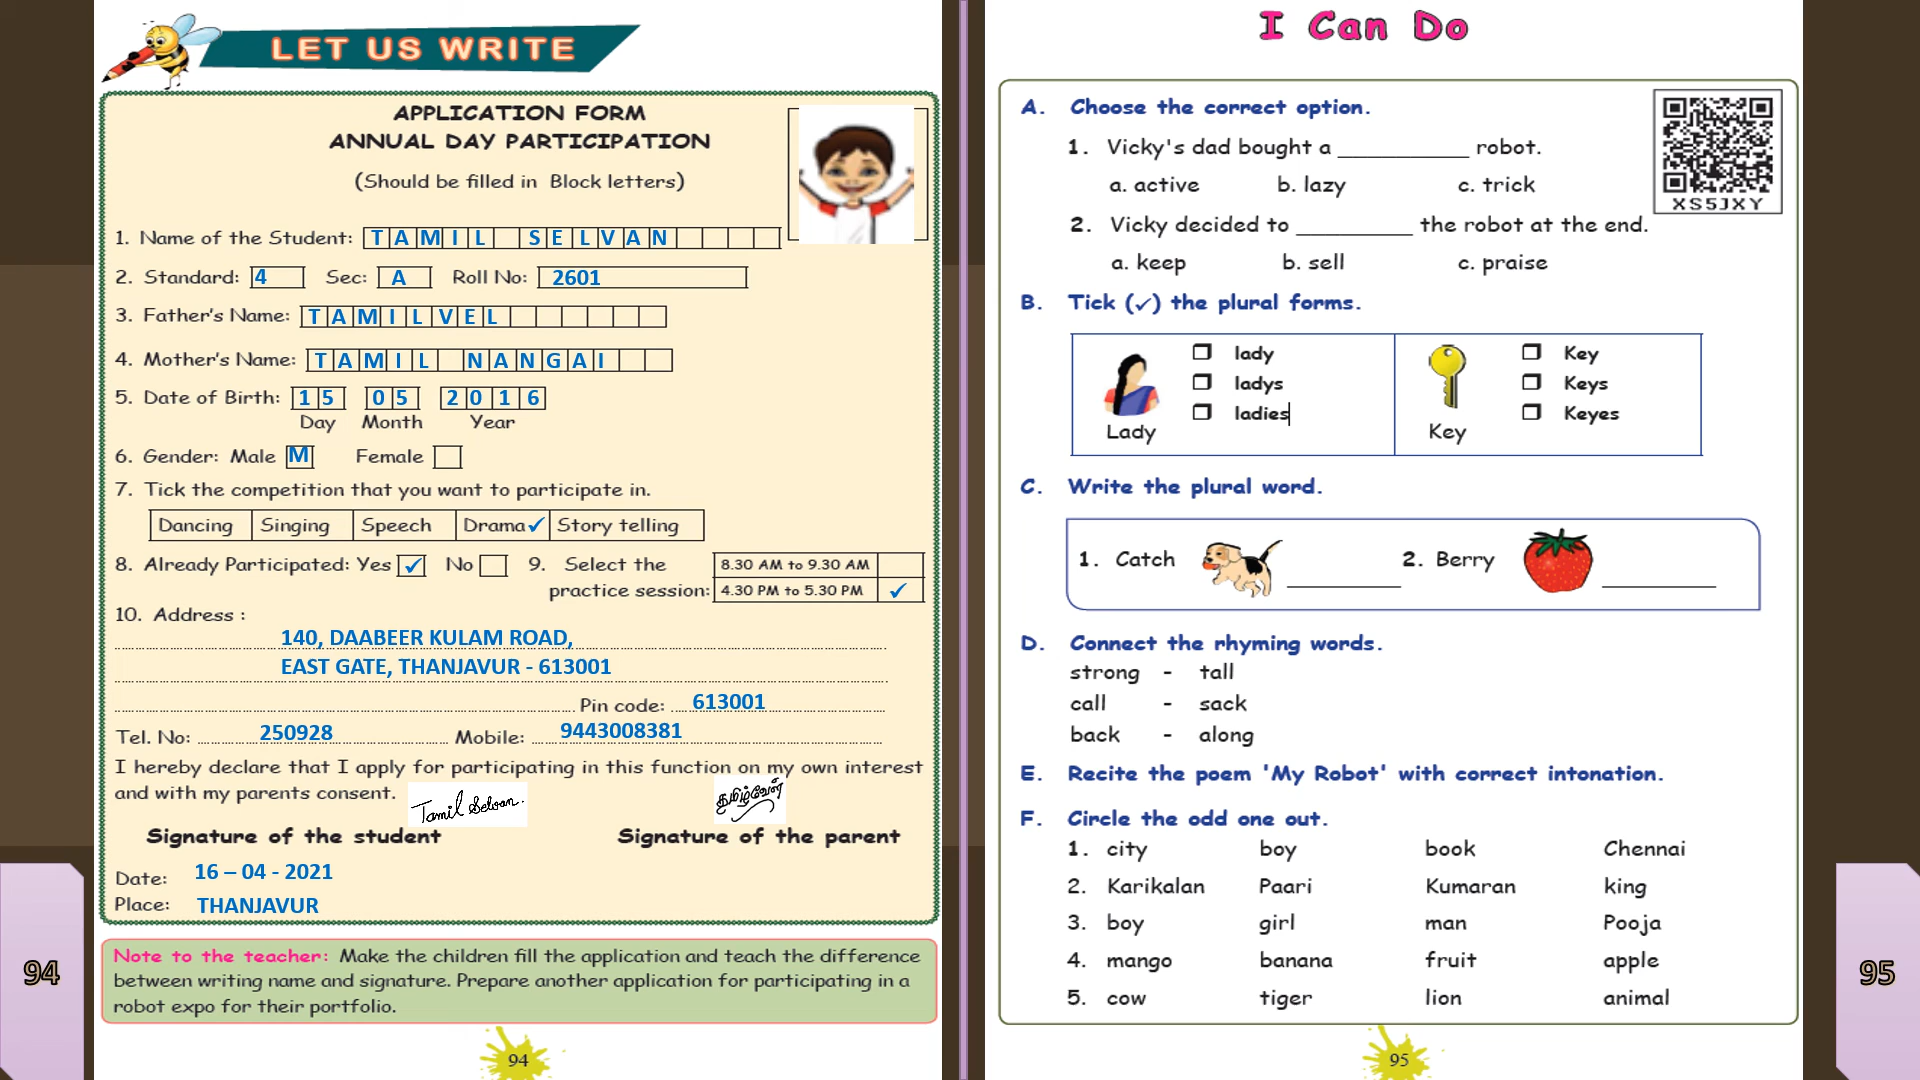 LET US WRITE
APPLICATION FORM
ANNUAL DAY PARTICIPATION
(Should be filled in Block letters)
1. Name of the Student: TAMIL SELVAN
2. Standard: 4 Sec: A Roll No: 2601
3. Father's Name: TAMILVEL
4. Mother's Name: TAMIL NANGAI
5. Date of Birth: 15 05 2016
Day Month Year
6. Gender: Male M Female
7. Tick the competition that you want to participate in.
Dancing Singing Speech Drama✓ Story telling
8. Already Participated: Yes ✓ No 9. Select the
practice session: 8.30 AM to 9.30 AM
4.30 PM to 5.30 PM ✓
10. Address :
140, DAABEER KULAM ROAD,
EAST GATE, THANJAVUR - 613001
Pin code: 613001
Tel. No: 250928 Mobile: 9443008381
I hereby declare that I apply for participating in this function on my own interest
and with my parents consent.
Tamil Selvan. தமிழ்வேள்
Signature of the student Signature of the parent
Date: 16 – 04 - 2021
Place: THANJAVUR
Note to the teacher: Make the children fill the application and teach the difference
between writing name and signature. Prepare another application for participating in a
robot expo for their portfolio.
94
94
I Can Do
A. Choose the correct option.
XS5JXY
1. Vicky's dad bought a __________ robot.
a. active b. lazy c. trick
2. Vicky decided to _________ the robot at the end.
a. keep b. sell c. praise
B. Tick (✓) the plural forms.
❒ lady
❒ ladys
❒ ladies
Lady
❒ Key
❒ Keys
❒ Keyes
Key
C. Write the plural word.
1. Catch _________ 2. Berry _________
D. Connect the rhyming words.
strong - tall
call - sack
back - along
E. Recite the poem 'My Robot' with correct intonation.
F. Circle the odd one out.
1. city boy book Chennai
2. Karikalan Paari Kumaran king
3. boy girl man Pooja
4. mango banana fruit apple
5. cow tiger lion animal
95
95